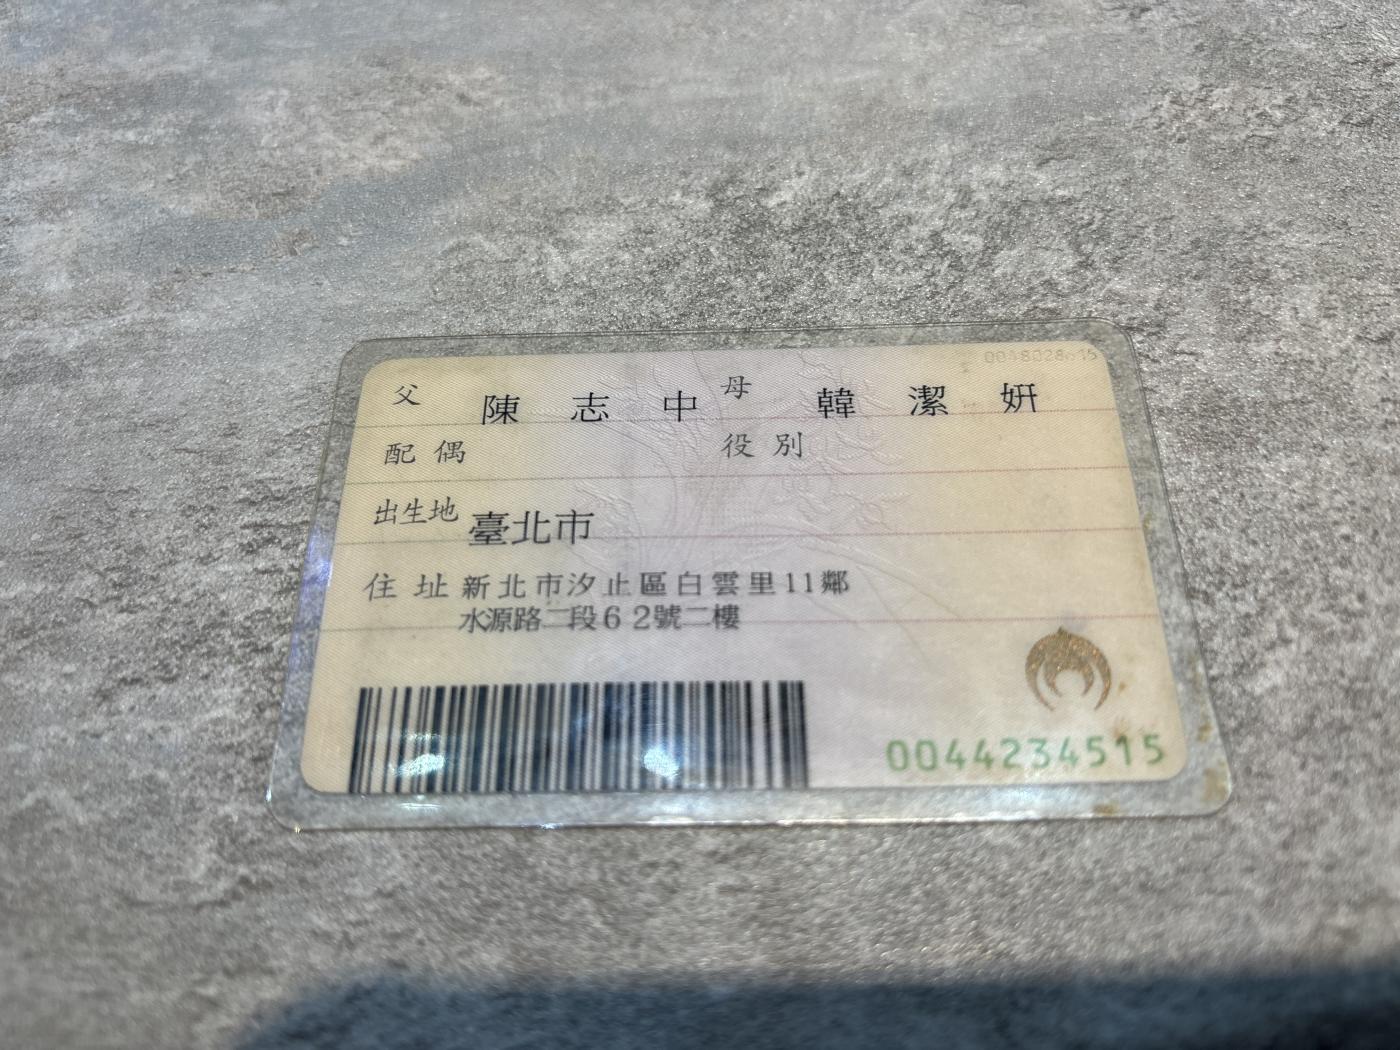 父 陳志中 母 韓潔妍
配偶 役別
出生地 臺北市
住址 新北市汐止區白雲里11鄰
水源路二段62號二樓
0044234515